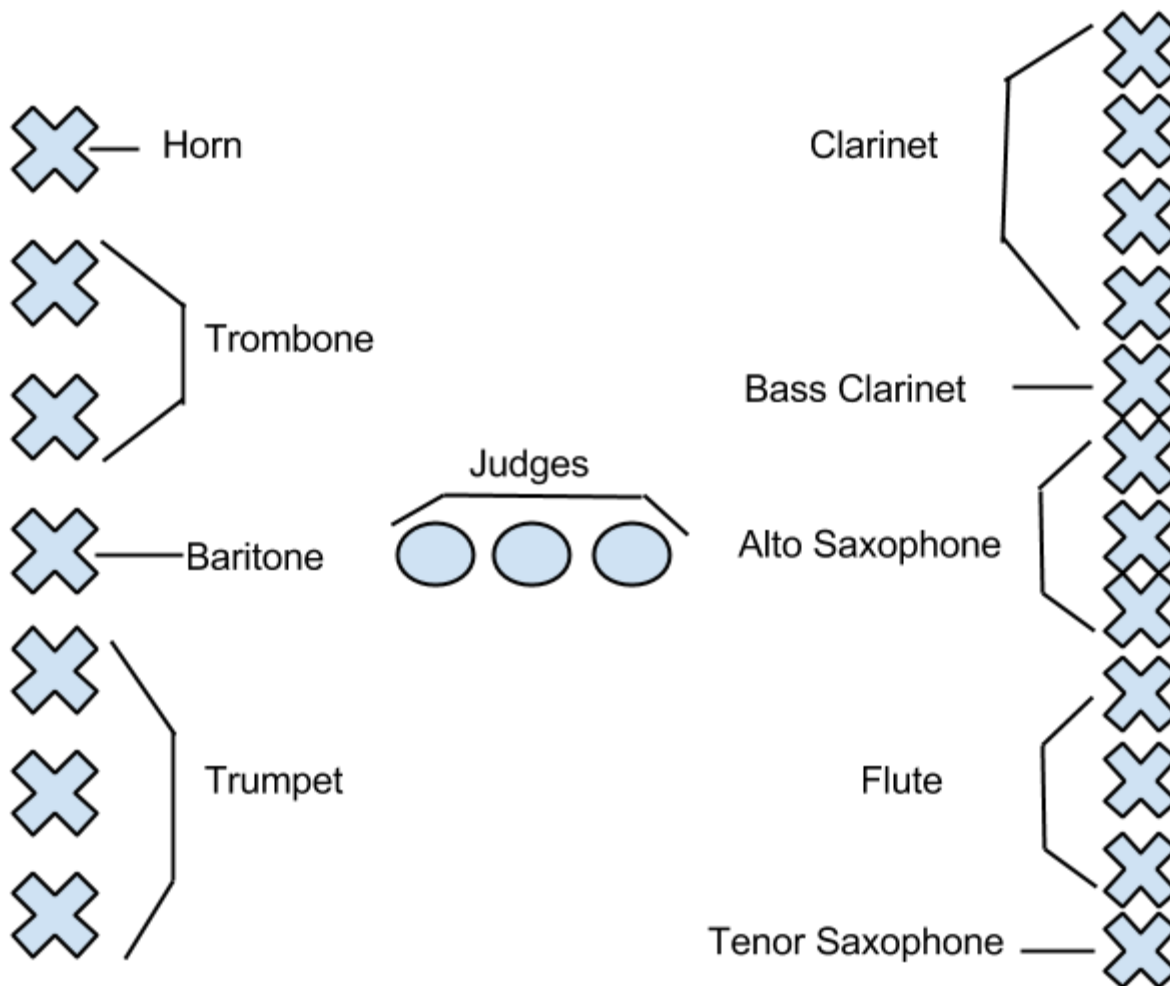 Horn
Clarinet
Trombone
Bass Clarinet
Judges
Baritone
Alto Saxophone
Trumpet
Flute
Tenor Saxophone